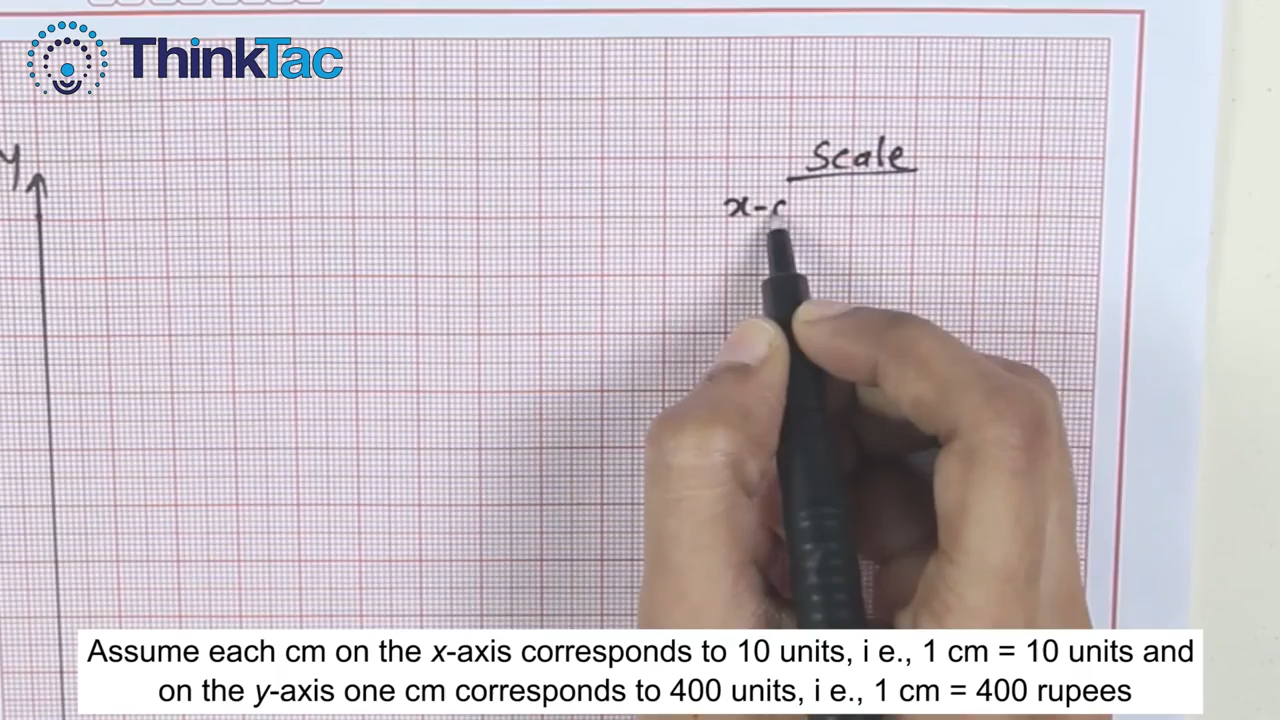 ThinkTac
y
Scale
x-
Assume each cm on the x-axis corresponds to 10 units, i e., 1 cm = 10 units and
on the y-axis one cm corresponds to 400 units, i e., 1 cm = 400 rupees